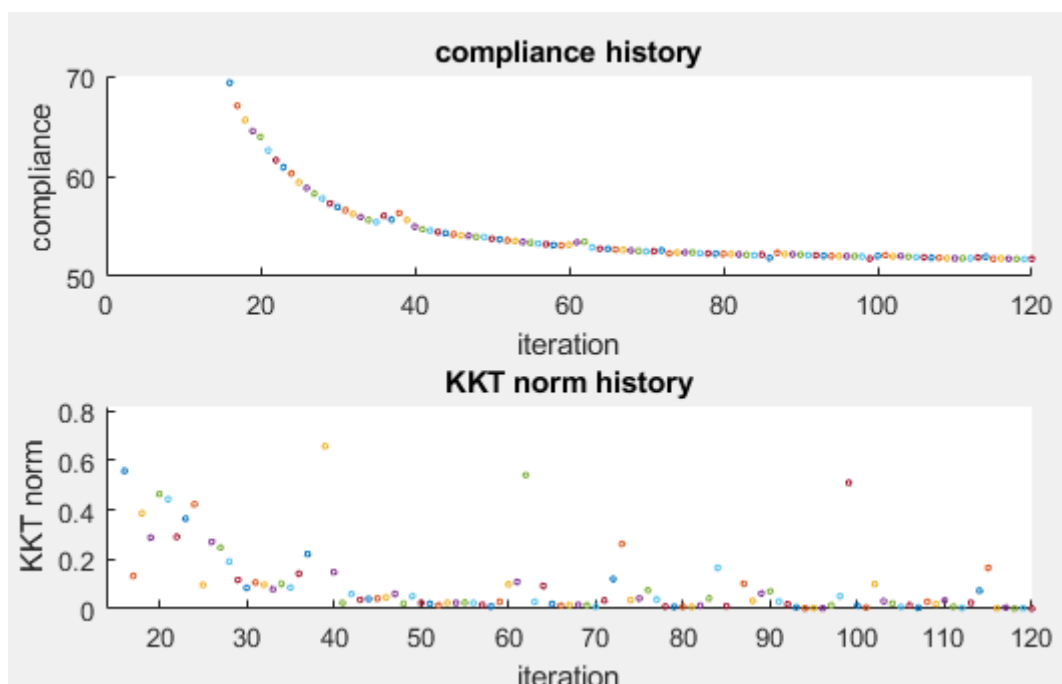 compliance history
70
60
50
compliance
0 20 40 60 80 100 120
iteration
KKT norm history
0.8
0.6
0.4
0.2
0
KKT norm
20 30 40 50 60 70 80 90 100 110 120
iteration